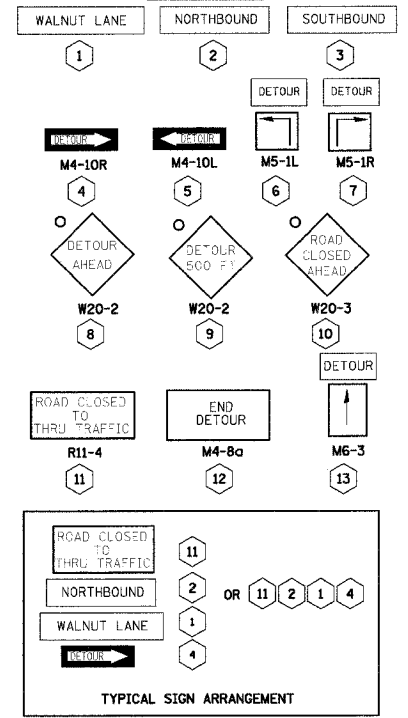 WALNUT LANE
NORTHBOUND
SOUTHBOUND
1
2
3
DETOUR
DETOUR
DETOUR
DETOUR
M4-10R
M4-10L
M5-1L
M5-1R
4
5
6
7
DETOUR
AHEAD
DETOUR
500 FT
ROAD
CLOSED
AHEAD
W20-2
W20-2
W20-3
8
9
10
DETOUR
ROAD CLOSED
TO
THRU TRAFFIC
END
DETOUR
R11-4
M4-8a
M6-3
11
12
13
ROAD CLOSED
TO
THRU TRAFFIC
11
NORTHBOUND
2
OR 11 2 1 4
WALNUT LANE
1
DETOUR
4
TYPICAL SIGN ARRANGEMENT